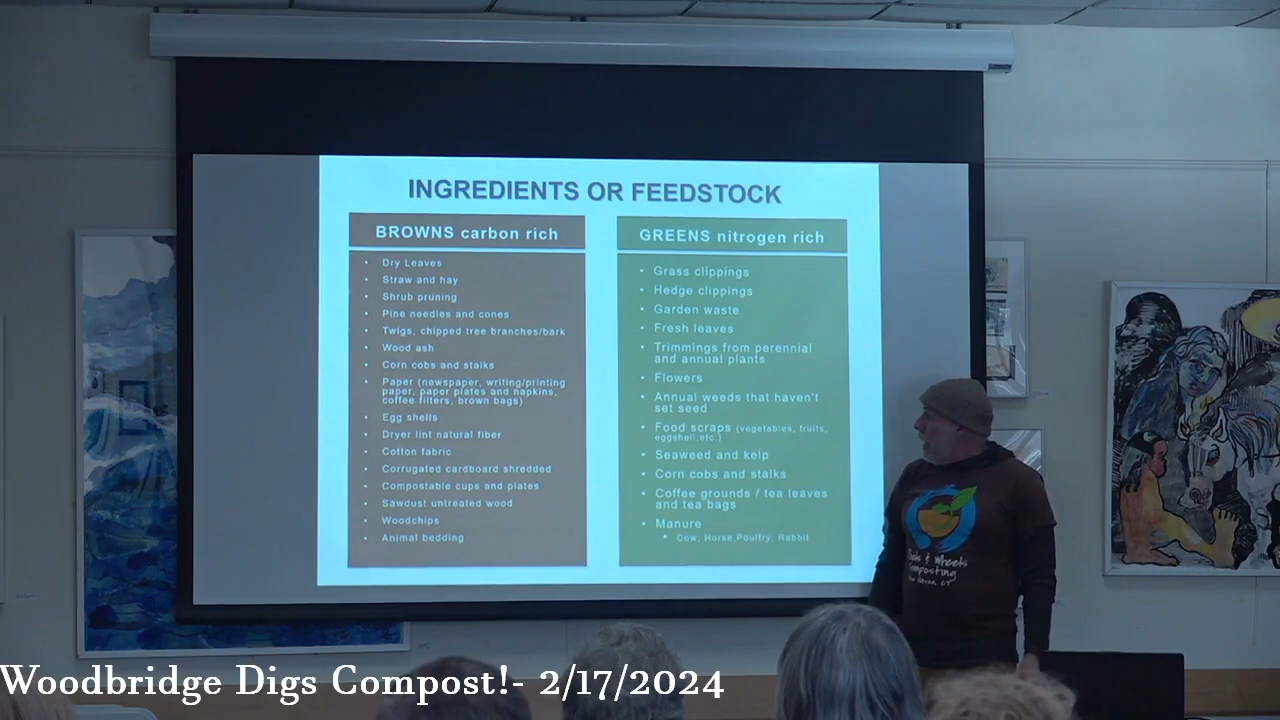 INGREDIENTS OR FEEDSTOCK
BROWNS carbon rich
• Dry Leaves
• Straw and hay
• Shrub pruning
• Pine needles and cones
• Twigs, chipped tree branches/bark
• Wood ash
• Corn cobs and stalks
• Paper (newspaper, writing/printing
paper, paper plates and napkins,
coffee filters, brown bags)
• Egg shells
• Dryer lint natural fiber
• Cotton fabric
• Corrugated cardboard shredded
• Compostable cups and plates
• Sawdust untreated wood
• Woodchips
• Animal bedding
GREENS nitrogen rich
• Grass clippings
• Hedge clippings
• Garden waste
• Fresh leaves
• Trimmings from perennial
and annual plants
• Flowers
• Annual weeds that haven't
set seed
• Food scraps (vegetables, fruits,
eggshell,etc.)
• Seaweed and kelp
• Corn cobs and stalks
• Coffee grounds / tea leaves
and tea bags
• Manure
• Cow, Horse,Poultry, Rabbit
& Wheels
CT
Woodbridge Digs Compost!- 2/17/2024